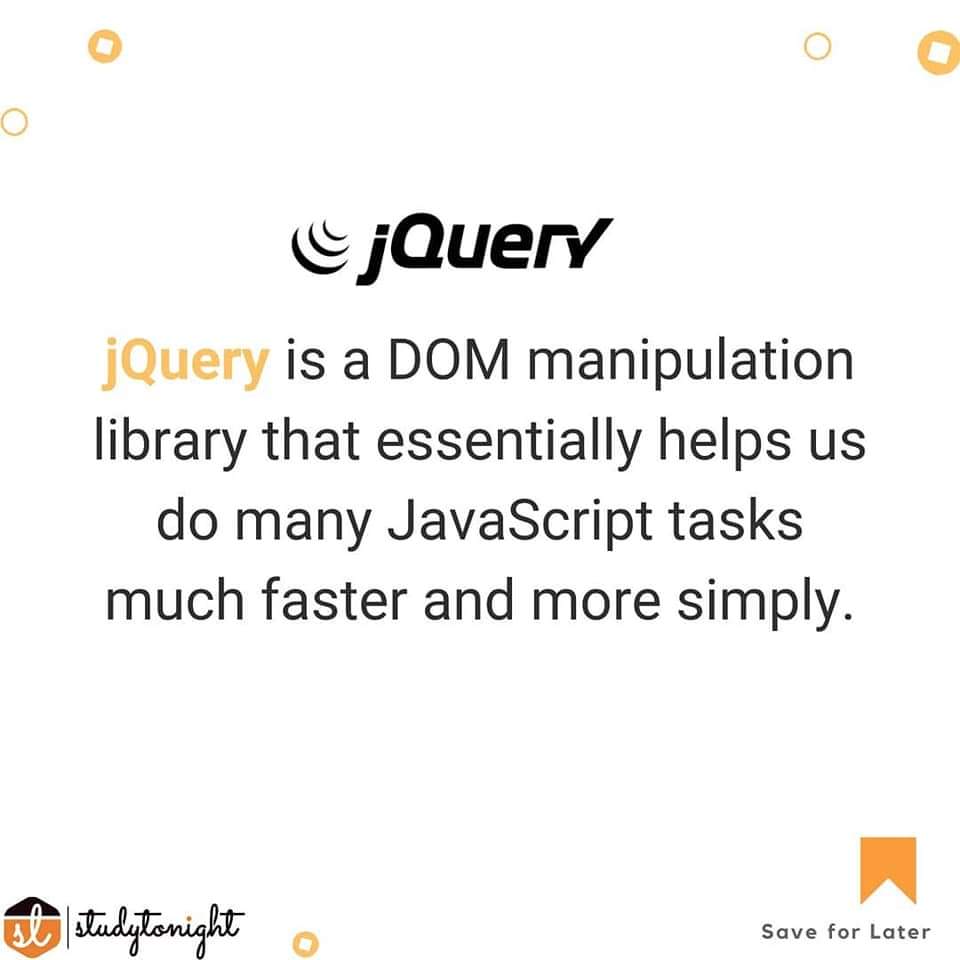 jQuery
jQuery is a DOM manipulation
library that essentially helps us
do many JavaScript tasks
much faster and more simply.
st studytonight
Save for Later